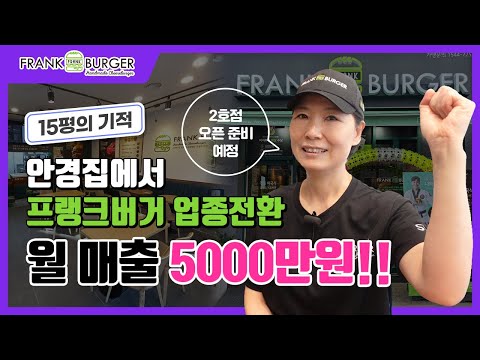 FRANK BURGER
Handmade Cheeseburger
15평의 기적
2호점
오픈 준비
예정
FRANK BURGER
안경집에서
프랭크버거 업종전환
월 매출 5000만원!!